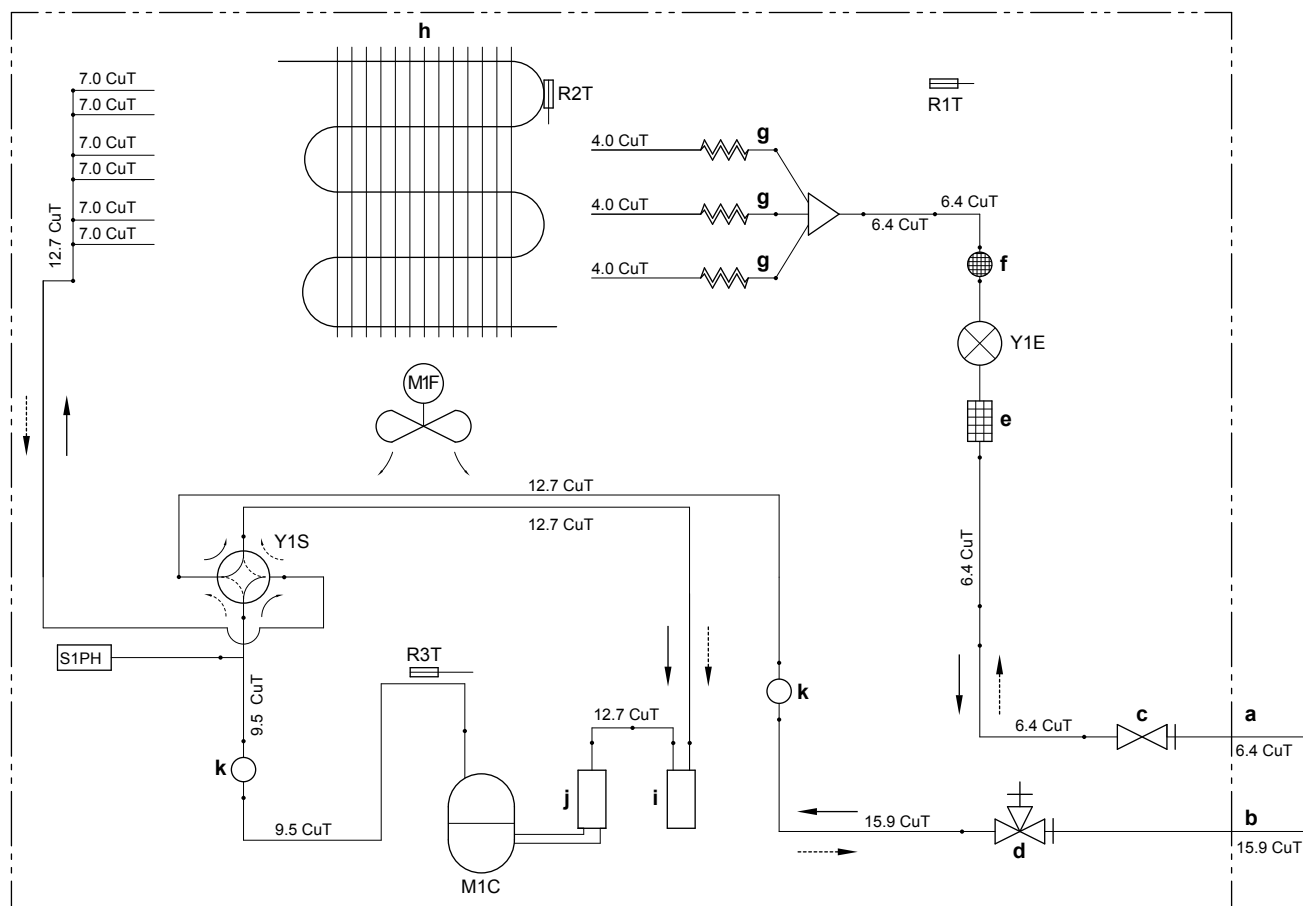 h
7.0 CuT
7.0 CuT
R2T
R1T
7.0 CuT
7.0 CuT
4.0 CuT
g
7.0 CuT
7.0 CuT
12.7 CuT
4.0 CuT
g
6.4 CuT
6.4 CuT
4.0 CuT
g
f
Y1E
M1F
e
12.7 CuT
12.7 CuT
Y1S
6.4 CuT
S1PH
R3T
9.5 CuT
k
12.7 CuT
c
a
6.4 CuT
6.4 CuT
k
j
i
9.5 CuT
15.9 CuT
b
d
15.9 CuT
M1C